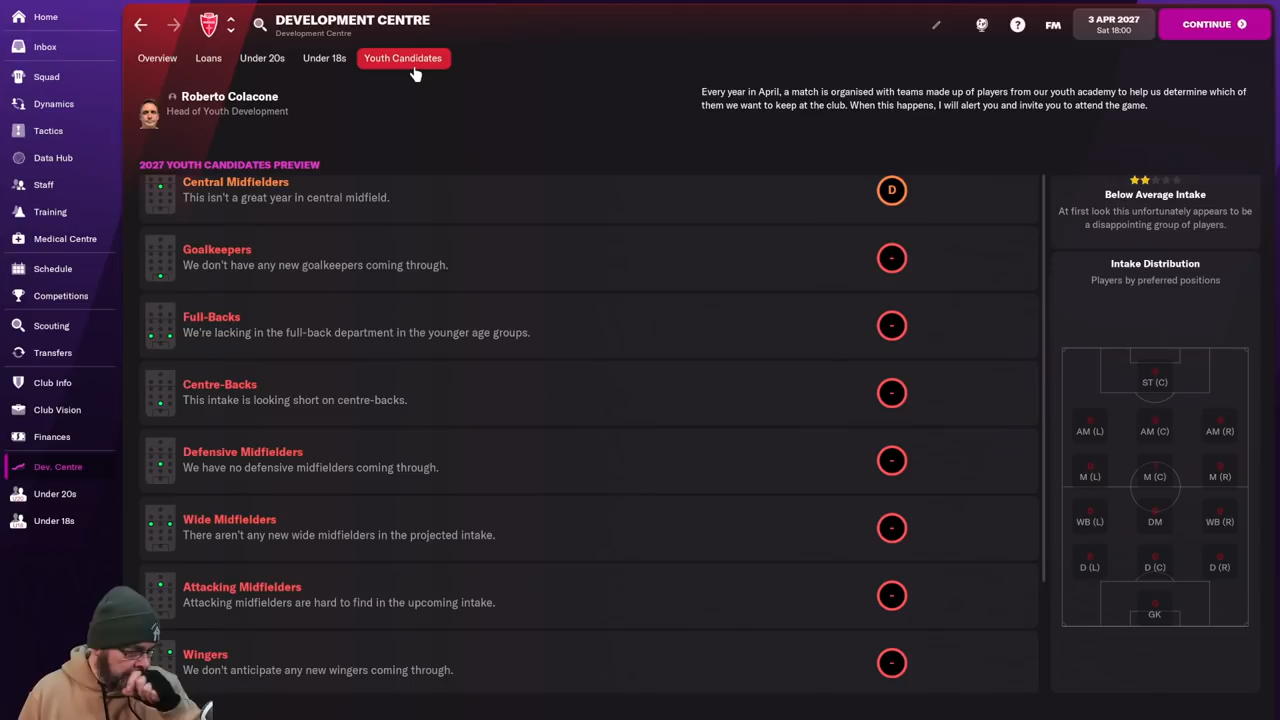 Home
Inbox
Squad
Dynamics
Tactics
Data Hub
Staff
Training
Medical Centre
Schedule
Competitions
Scouting
Transfers
Club Info
Club Vision
Finances
Dev. Centre
Under 20s
Under 18s
DEVELOPMENT CENTRE
Development Centre
FM
3 APR 2027
Sat 18:00
CONTINUE
Overview
Loans
Under 20s
Under 18s
Youth Candidates
Roberto Colacone
Head of Youth Development
Every year in April, a match is organised with teams made up of players from our youth academy to help us determine which of
them we want to keep at the club. When this happens, I will alert you and invite you to attend the game.
2027 YOUTH CANDIDATES PREVIEW
Central Midfielders
This isn't a great year in central midfield.
D
Goalkeepers
We don't have any new goalkeepers coming through.
-
Full-Backs
We're lacking in the full-back department in the younger age groups.
-
Centre-Backs
This intake is looking short on centre-backs.
-
Defensive Midfielders
We have no defensive midfielders coming through.
-
Wide Midfielders
There aren't any new wide midfielders in the projected intake.
-
Attacking Midfielders
Attacking midfielders are hard to find in the upcoming intake.
-
Wingers
We don't anticipate any new wingers coming through.
-
Below Average Intake
At first look this unfortunately appears to be
a disappointing group of players.
Intake Distribution
Players by preferred positions
ST (C)
AM (L)
AM (C)
AM (R)
M (L)
M (C)
M (R)
WB (L)
DM
WB (R)
D (L)
D (C)
D (R)
GK